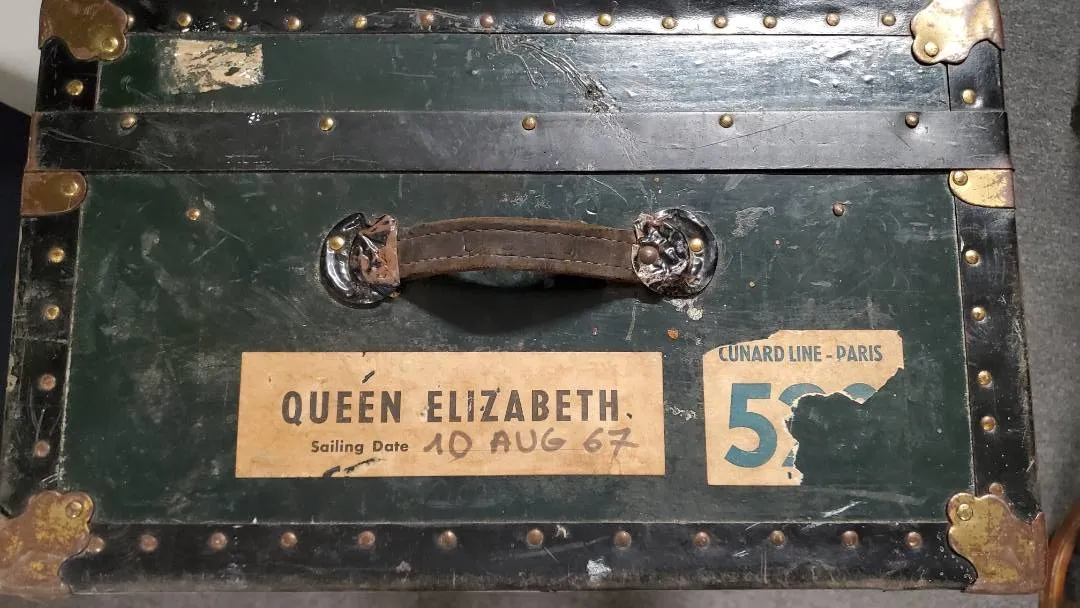 QUEEN ELIZABETH.
Sailing Date 10 AUG 67
CUNARD LINE - PARIS
5